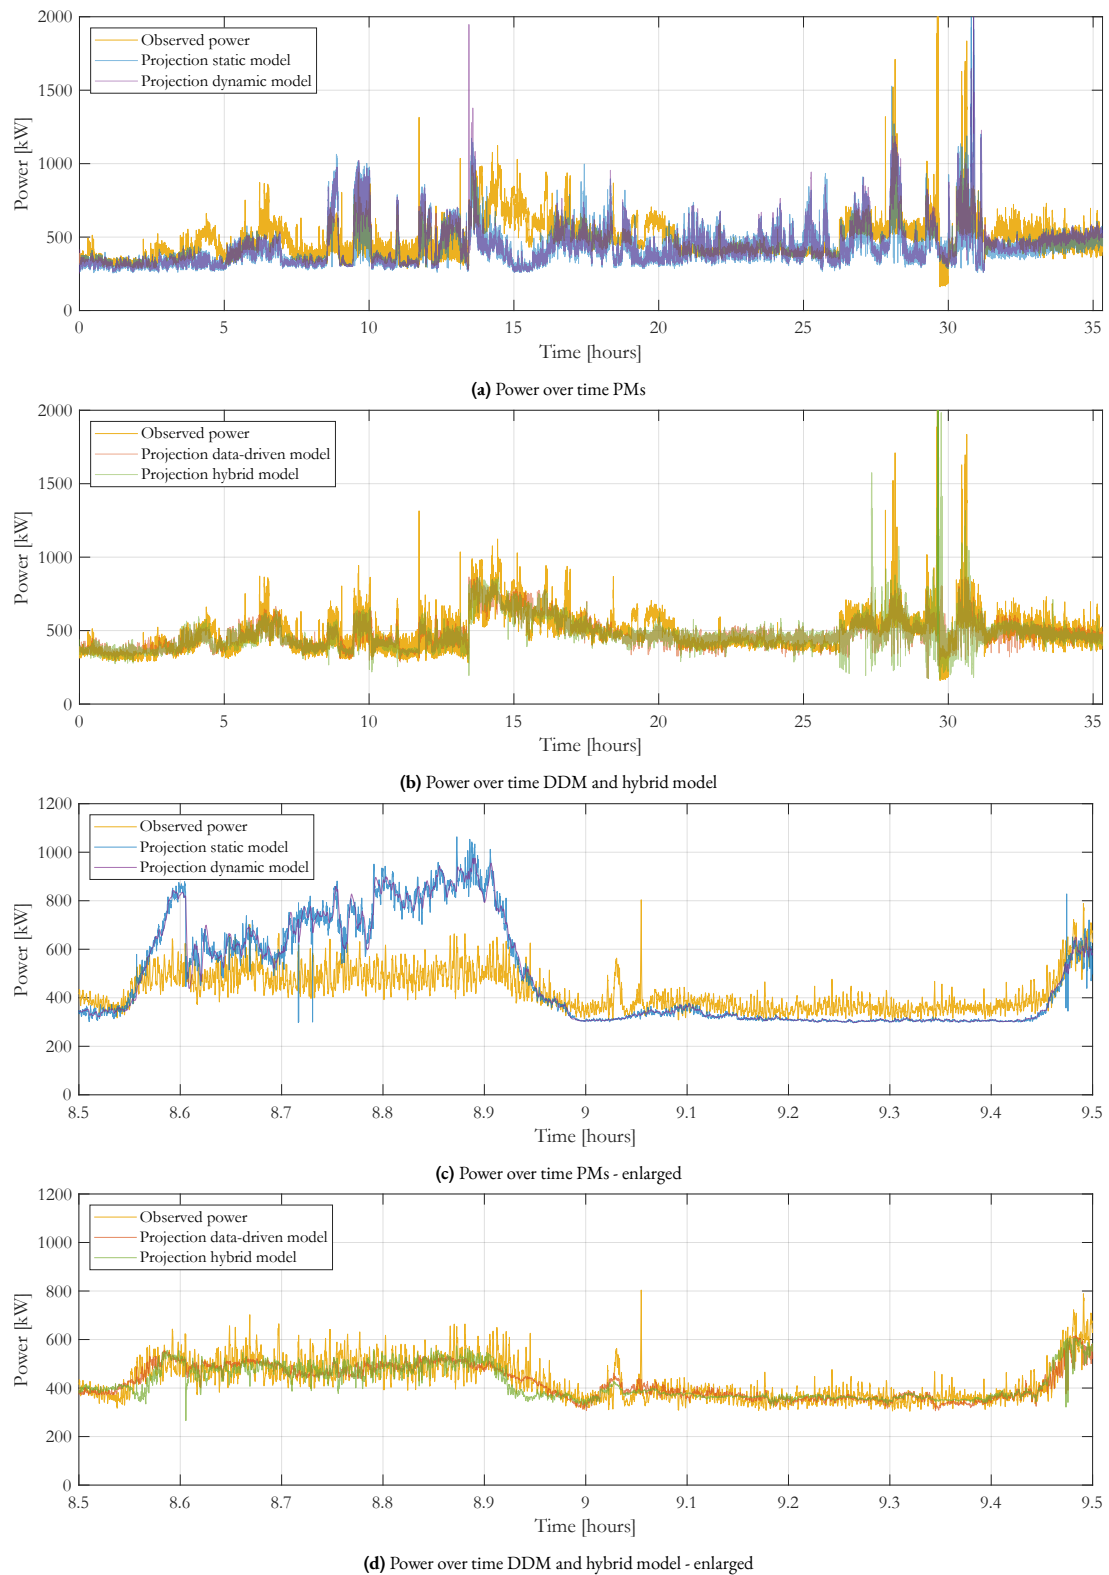 2000
1500
1000
500
0
Power [kW]
Observed power
Projection static model
Projection dynamic model
0 5 10 15 20 25 30 35
Time [hours]
(a) Power over time PMs
2000
1500
1000
500
0
Power [kW]
Observed power
Projection data-driven model
Projection hybrid model
0 5 10 15 20 25 30 35
Time [hours]
(b) Power over time DDM and hybrid model
1200
1000
800
600
400
200
0
Power [kW]
Observed power
Projection static model
Projection dynamic model
8.5 8.6 8.7 8.8 8.9 9 9.1 9.2 9.3 9.4 9.5
Time [hours]
(c) Power over time PMs - enlarged
1200
1000
800
600
400
200
0
Power [kW]
Observed power
Projection data-driven model
Projection hybrid model
8.5 8.6 8.7 8.8 8.9 9 9.1 9.2 9.3 9.4 9.5
Time [hours]
(d) Power over time DDM and hybrid model - enlarged